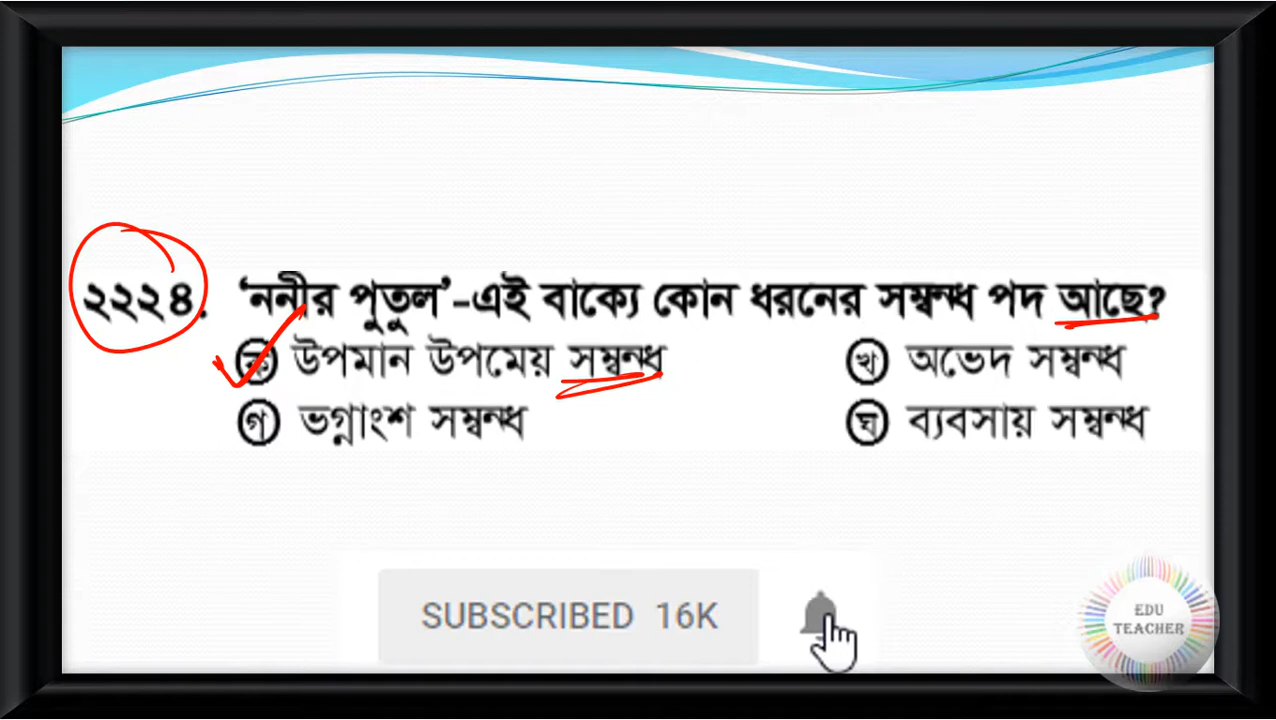 ২২২৪. ‘ননীর পুতুল’-এই বাক্যে কোন ধরনের সম্বন্ধ পদ আছে?
ক উপমান উপমেয় সম্বন্ধ খ অভেদ সম্বন্ধ
গ ভগ্নাংশ সম্বন্ধ ঘ ব্যবসায় সম্বন্ধ
SUBSCRIBED 16K
EDU
TEACHER